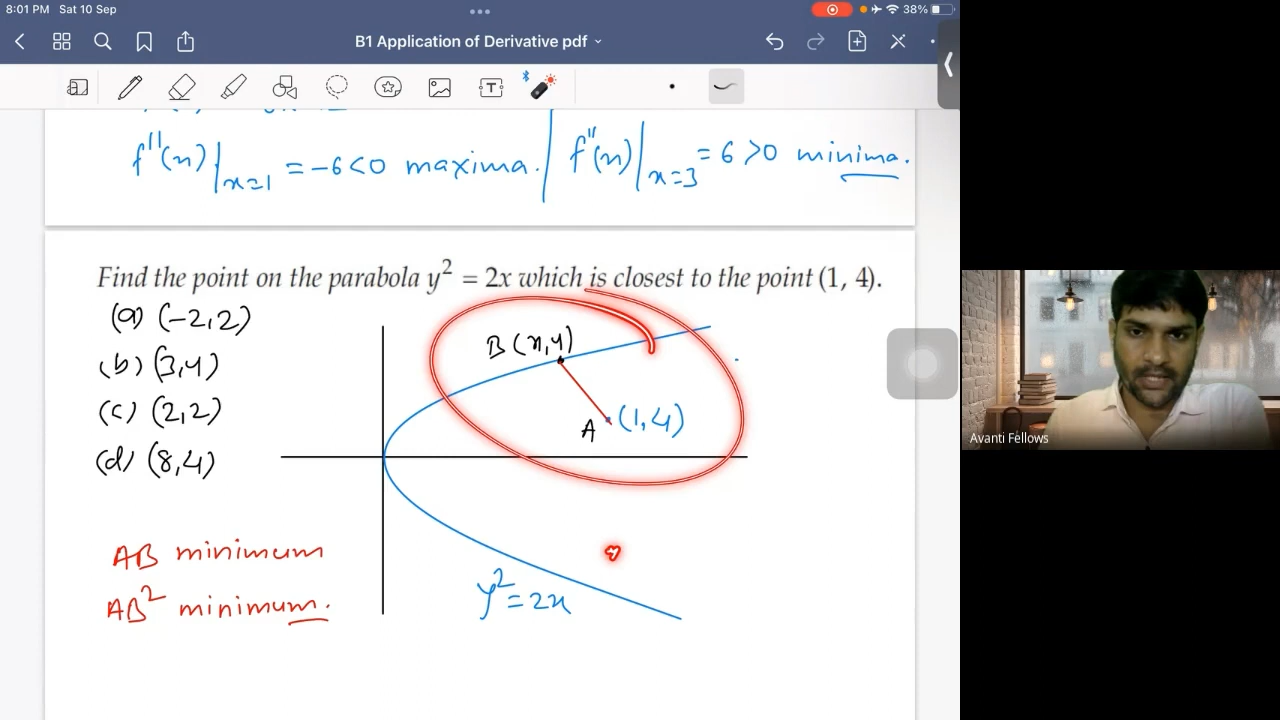 8:01 PM Sat 10 Sep
38%
B1 Application of Derivative pdf
T
f''(x)|x=1 = -6<0 maxima. | f''(x)|x=3 = 6>0 minima.
Find the point on the parabola y² = 2x which is closest to the point (1, 4).
(a) (-2,2)
(b) (3,4)
(c) (2,2)
(d) (8,4)
B (x,y)
A (1,4)
AB minimum
AB² minimum.
y² = 2x
Avanti Fellows